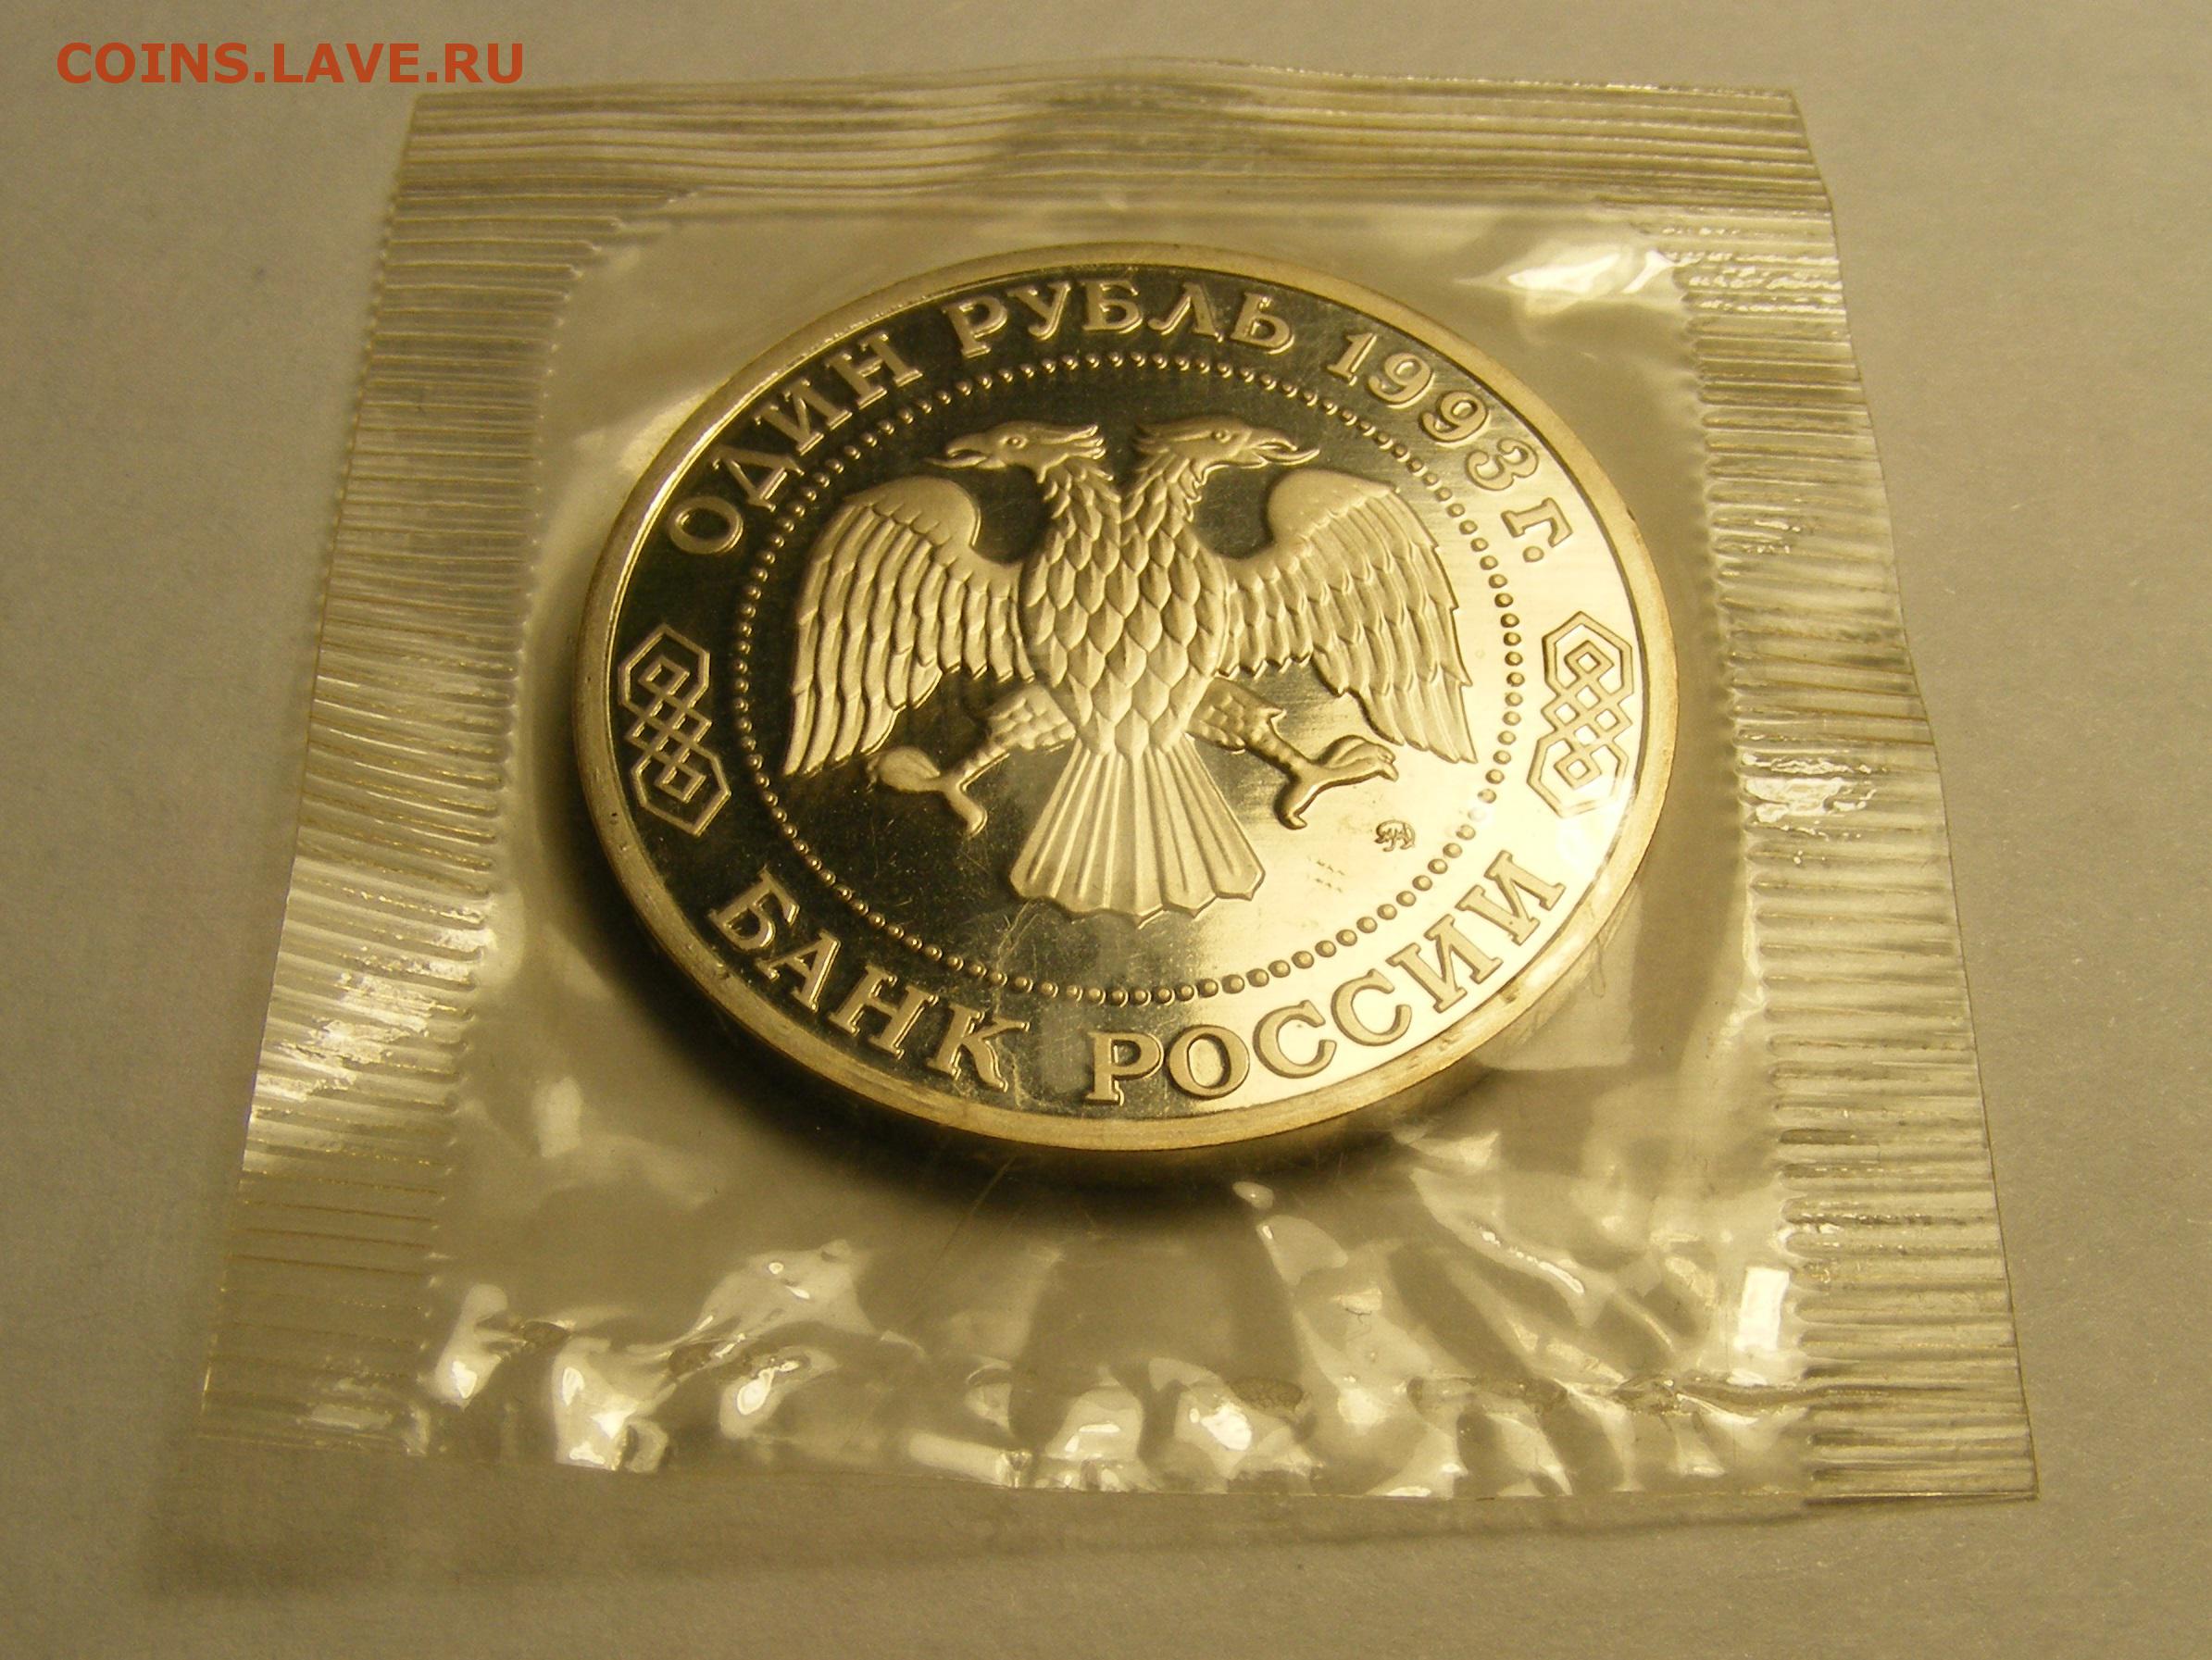 COINS.LAVE.RU
ОДИН РУБЛЬ 1993 г.
БАНК РОССИИ